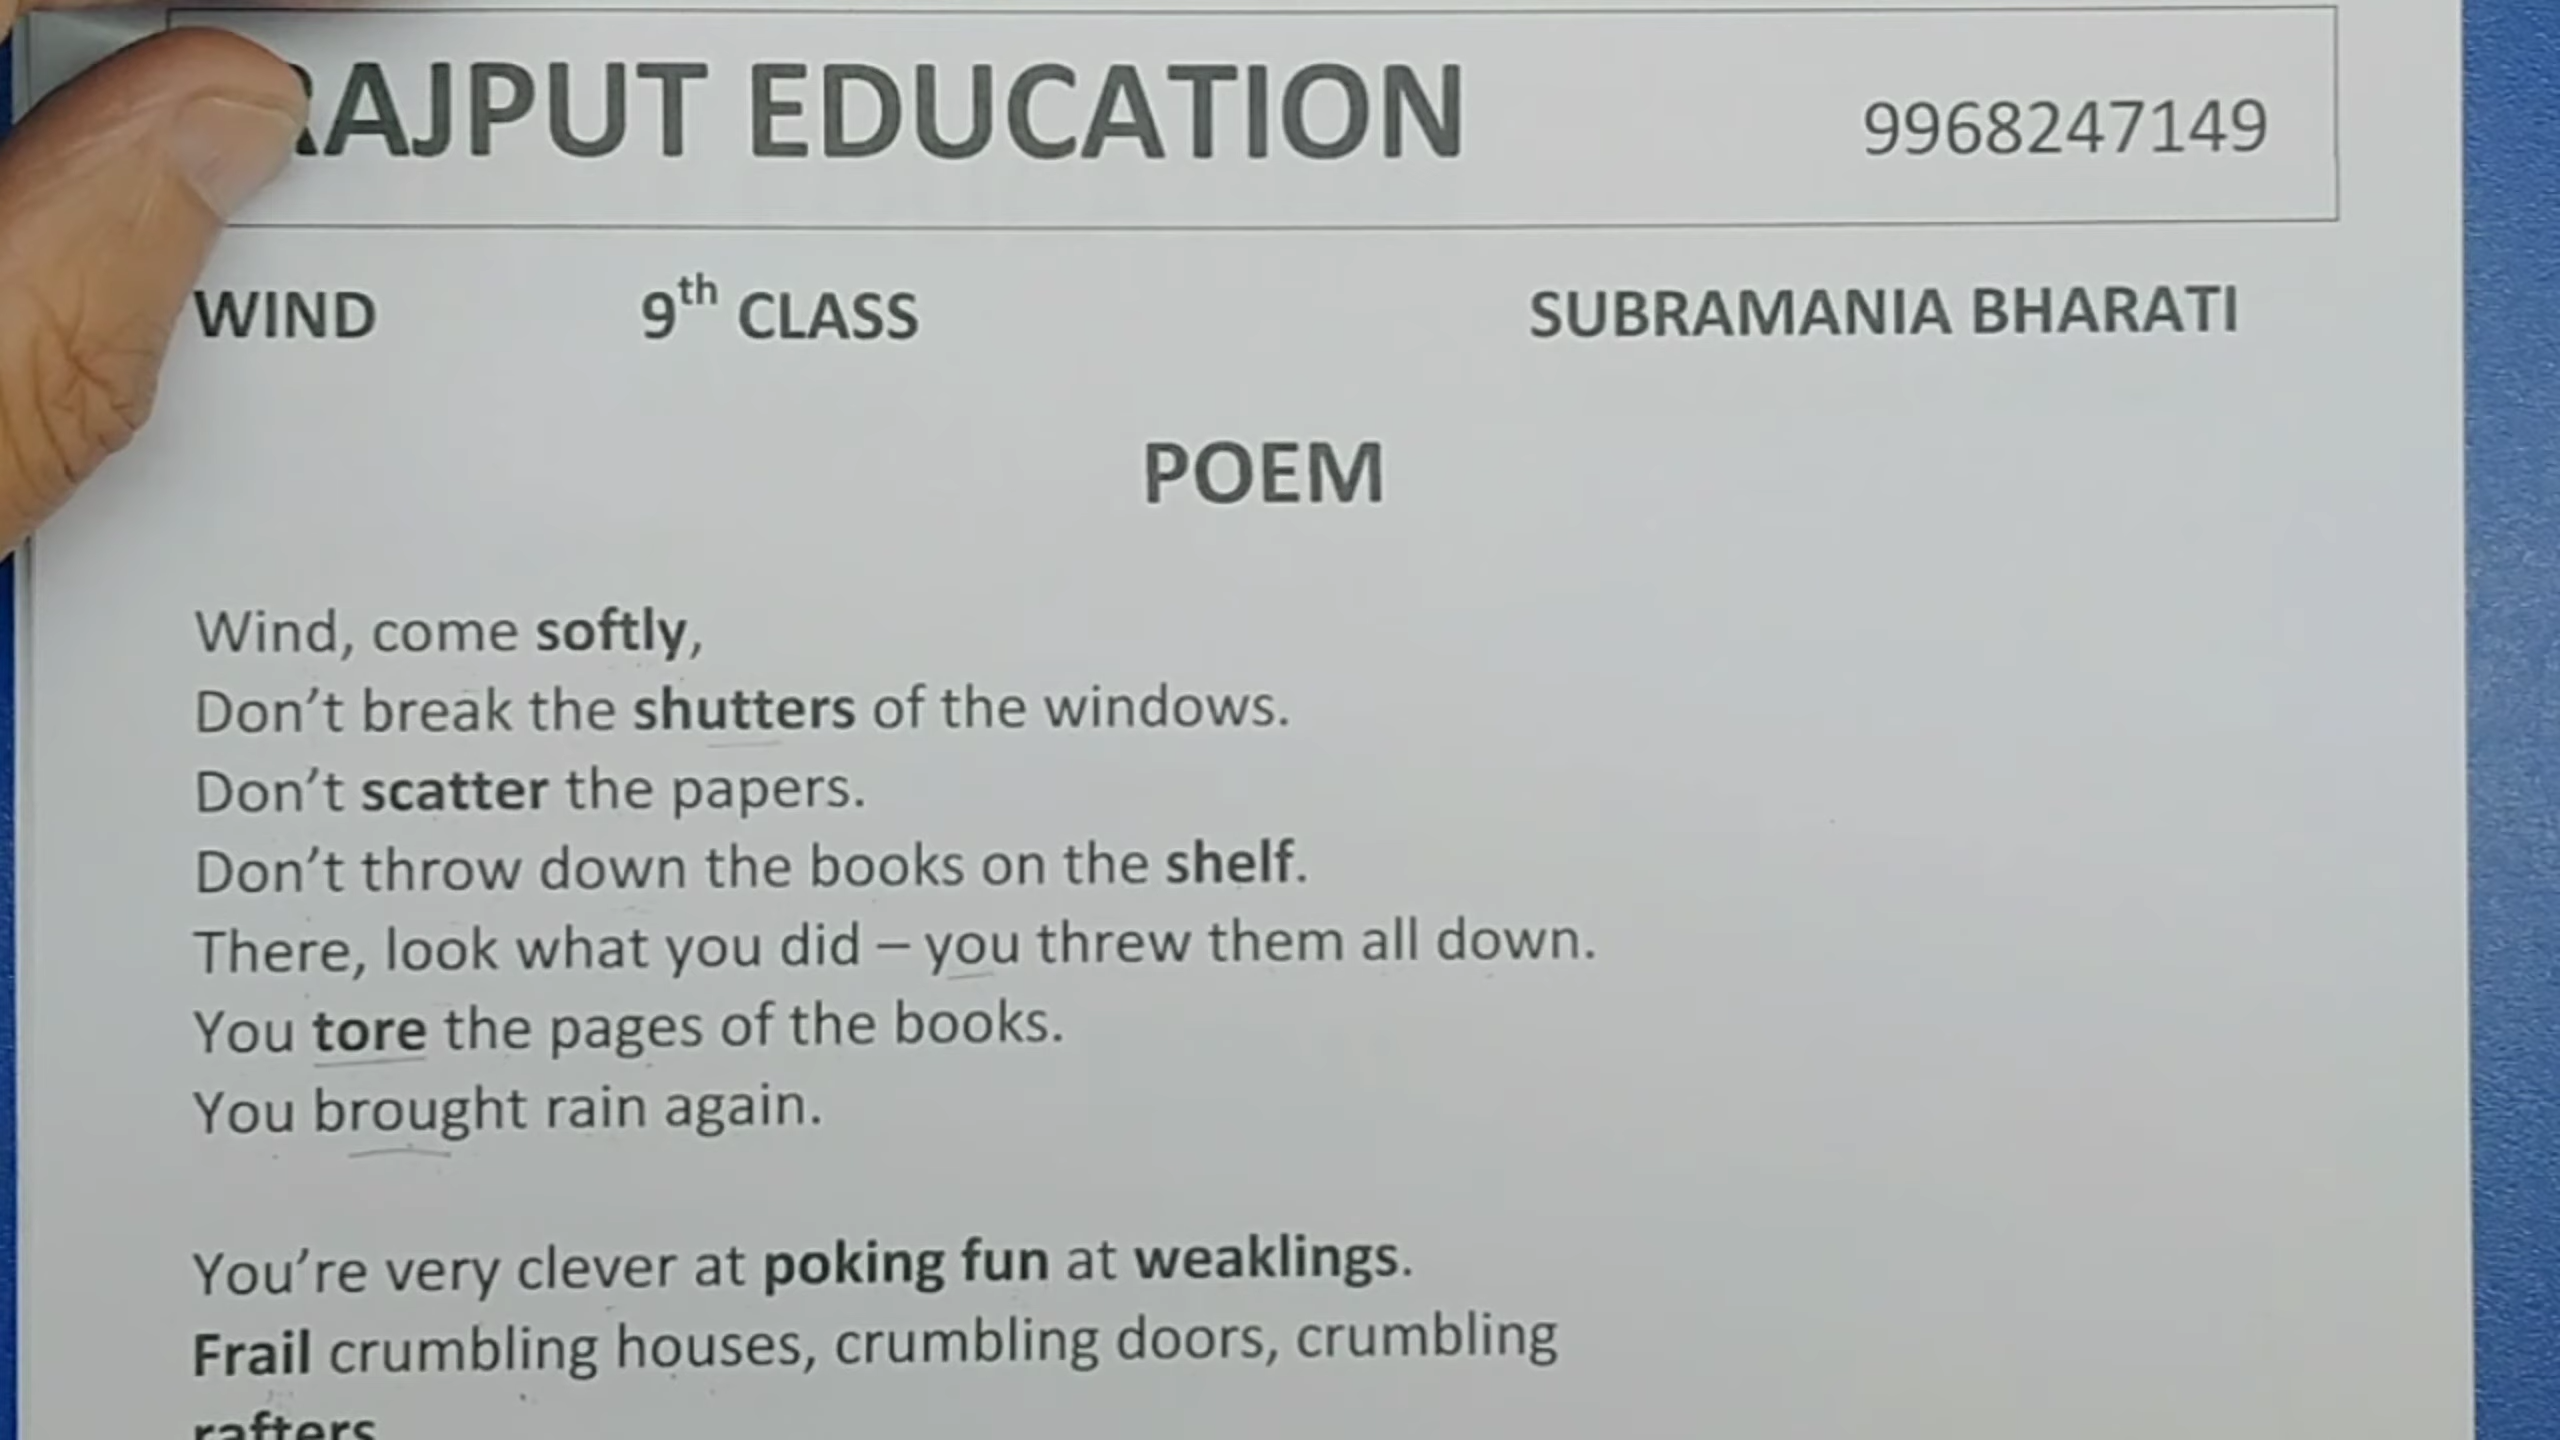 RAJPUT EDUCATION 9968247149
WIND 9th CLASS SUBRAMANIA BHARATI
POEM
Wind, come softly,
Don’t break the shutters of the windows.
Don’t scatter the papers.
Don’t throw down the books on the shelf.
There, look what you did – you threw them all down.
You tore the pages of the books.
You brought rain again.
You’re very clever at poking fun at weaklings.
Frail crumbling houses, crumbling doors, crumbling
rafters